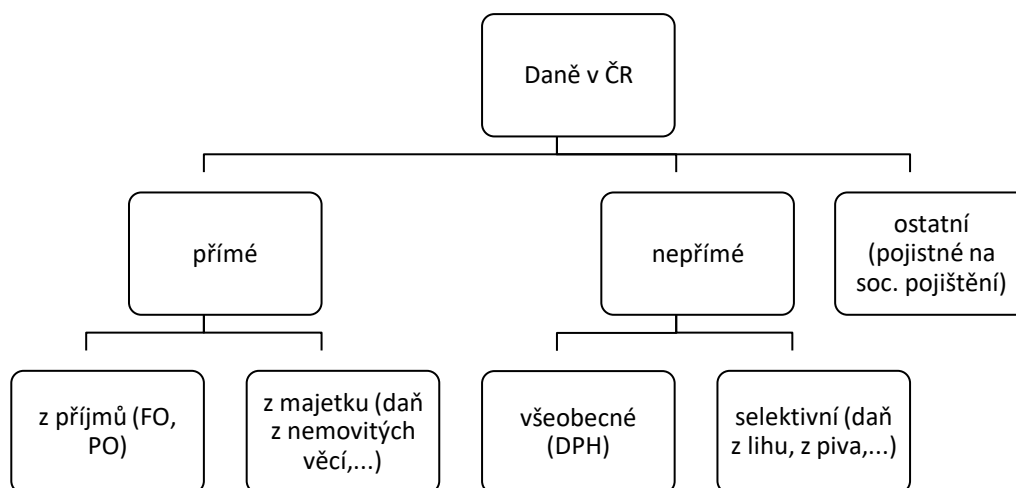 Daně v ČR
přímé
nepřímé
ostatní
(pojistné na
soc. pojištění)
z příjmů (FO,
PO)
z majetku (daň
z nemovitých
věcí,...)
všeobecné
(DPH)
selektivní (daň
z lihu, z piva,...)